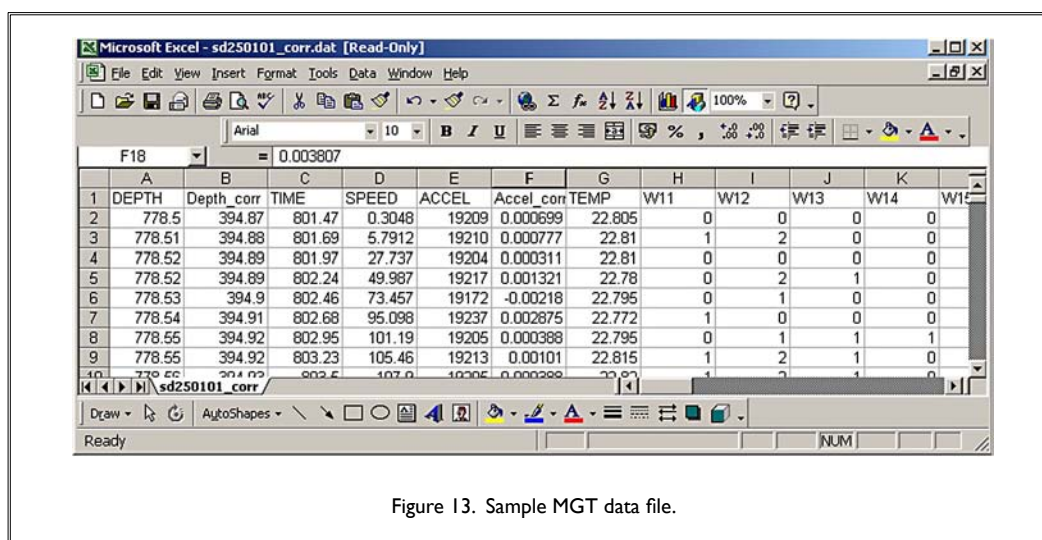 Microsoft Excel - sd250101_corr.dat [Read-Only]
File Edit View Insert Format Tools Data Window Help
100%
Arial 10 B I U
F18 = 0.003807
A B C D E F G H I J K
1 DEPTH Depth_corr TIME SPEED ACCEL Accel_corr TEMP W11 W12 W13 W14
2 778.5 394.87 801.47 0.3048 19209 0.000699 22.805 0 0 0 0
3 778.51 394.88 801.69 5.7912 19210 0.000777 22.81 1 2 0 0
4 778.52 394.89 801.97 27.737 19204 0.000311 22.81 0 0 0 0
5 778.52 394.89 802.24 49.987 19217 0.001321 22.78 0 2 1 0
6 778.53 394.9 802.46 73.457 19172 -0.00218 22.795 0 1 0 0
7 778.54 394.91 802.68 95.098 19237 0.002875 22.772 1 0 0 0
8 778.55 394.92 802.95 101.19 19205 0.000388 22.795 0 1 1 1
9 778.55 394.92 803.23 105.46 19213 0.00101 22.815 1 2 1 0
sd250101_corr
Draw AutoShapes
Ready NUM
Figure 13. Sample MGT data file.